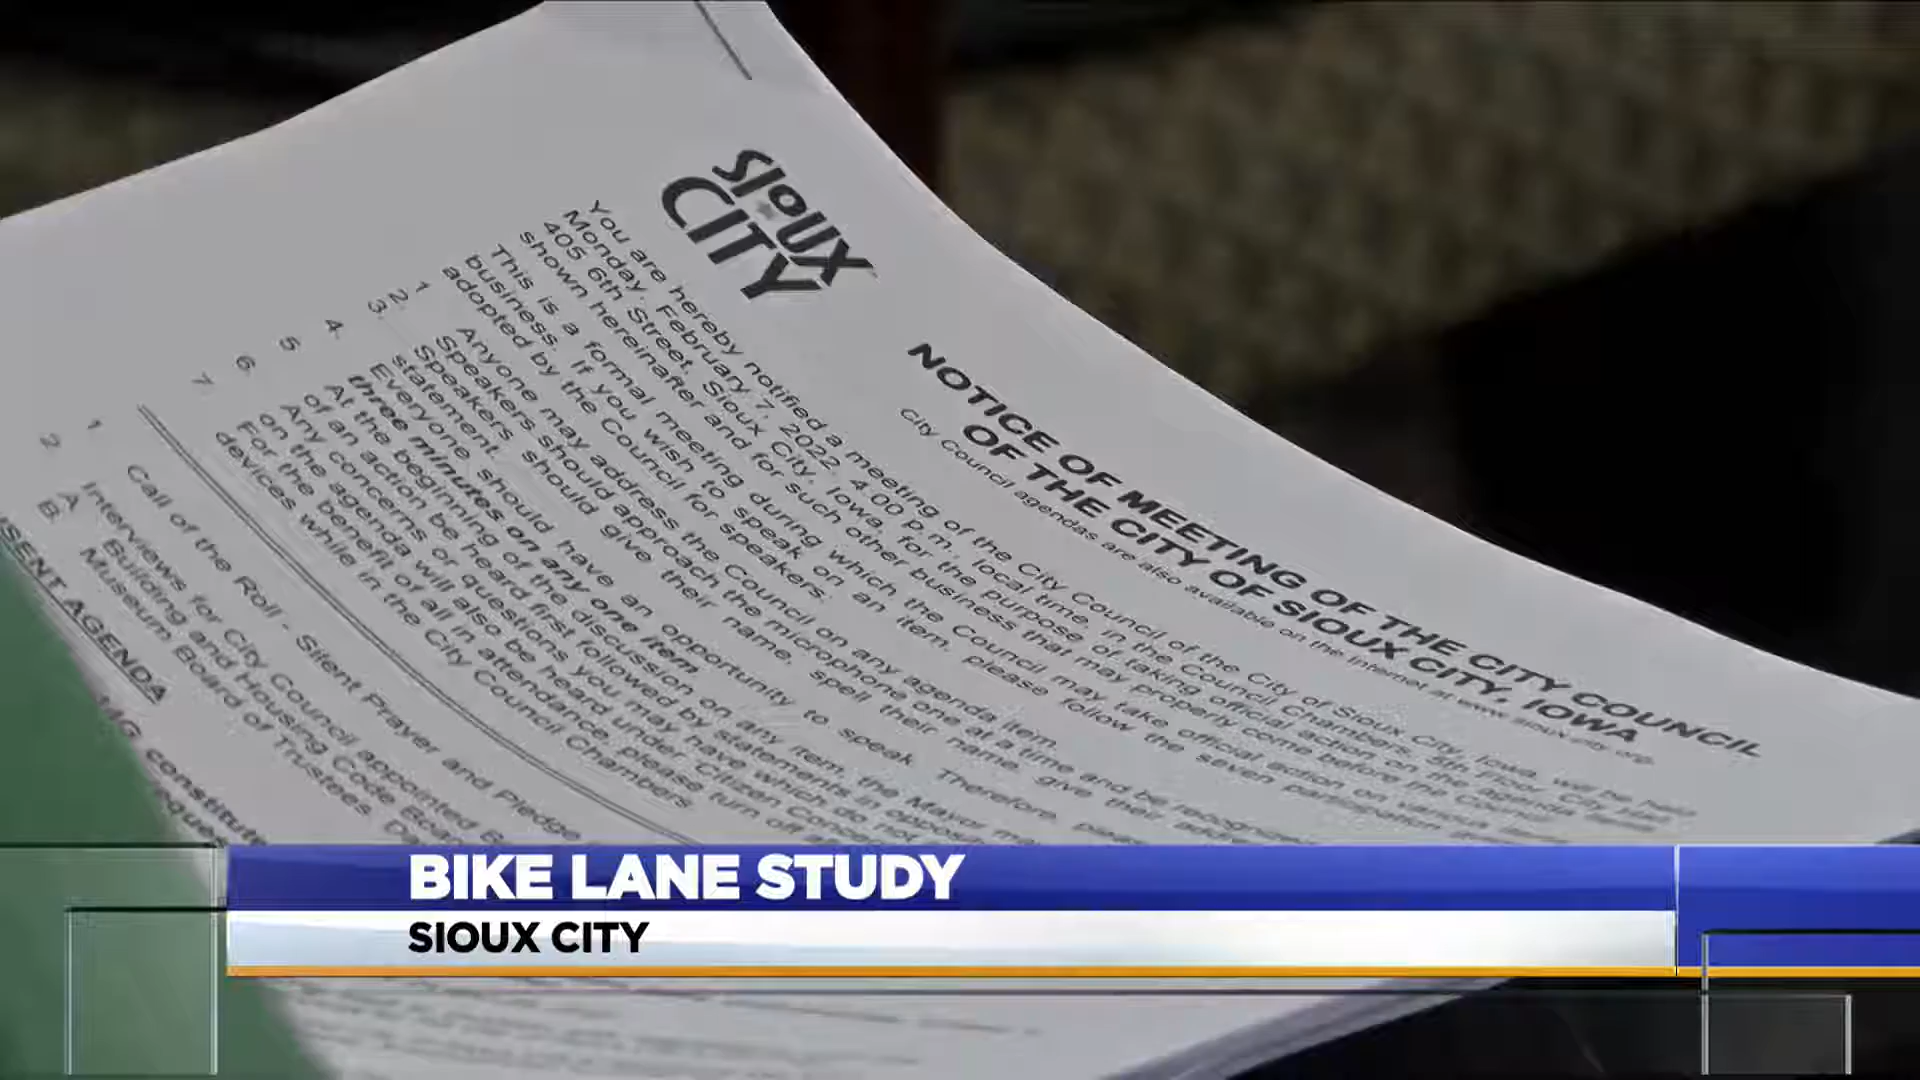 SIOUX
CITY
NOTICE OF MEETING OF THE CITY COUNCIL
OF THE CITY OF SIOUX CITY, IOWA
City Council agendas are also available on the Internet at www.sioux-city.org.
You are hereby notified a meeting of the City Council of the City of Sioux City, Iowa, will be held
Monday, February 7, 2022, 4:00 p.m., local time, in the Council Chambers, 5th Floor, City Hall,
405 6th Street, Sioux City, Iowa, for the purpose of taking official action on the agenda items
shown hereinafter and for such other business that may properly come before the Council.
This is a formal meeting during which the Council may take official action on various
business. If you wish to speak on an item, please follow the seven participation
adopted by the Council for speakers:
1. Anyone may address the Council on any agenda item.
2. Speakers should approach the microphone one at a time and be recognized
3. Speakers should give their name, spell their name, give their
statement.
4. Everyone should have an opportunity to speak. Therefore, please
three minutes on any one item.
5. At the beginning of the discussion on any item, the Mayor may
of an action be heard first followed by statements in opposition
6. Any concerns or questions you may have which do not
on the agenda will also be heard under Citizen
7. For the benefit of all in attendance, please turn off
devices while in the City Council Chambers.
1. Call of the Roll - Silent Prayer and Pledge
2. Interviews for City Council appointed
A. Building and Housing Code
B. Museum Board of Trustees,
SENT AGENDA
constitute
BIKE LANE STUDY
SIOUX CITY